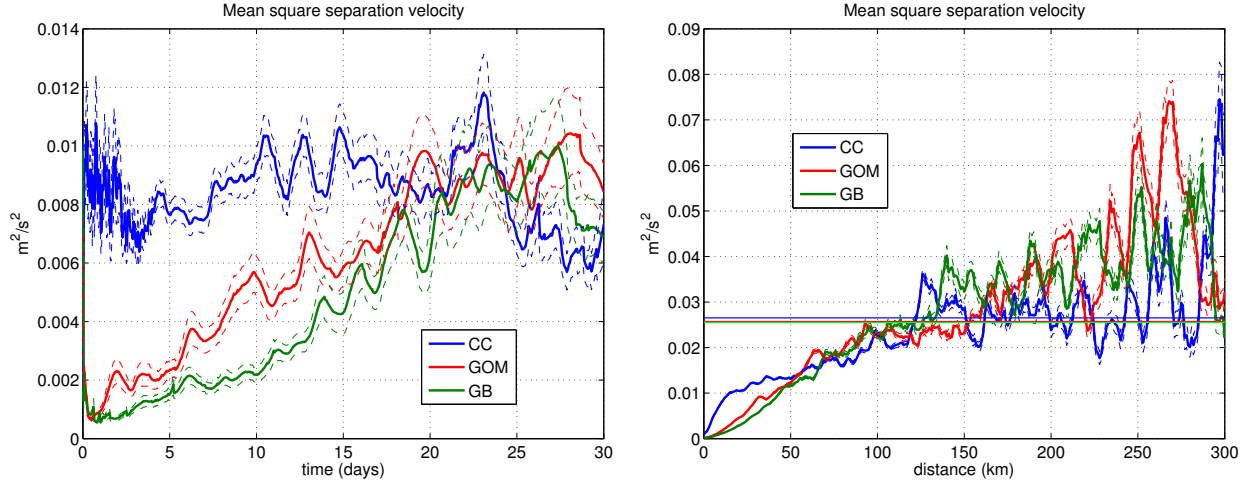 Mean square separation velocity
0.014
0.012
0.01
0.008
0.006
0.004
0.002
0
m²/s²
0 5 10 15 20 25 30
time (days)
CC
GOM
GB
Mean square separation velocity
0.09
0.08
0.07
0.06
0.05
0.04
0.03
0.02
0.01
0
m²/s²
0 50 100 150 200 250 300
distance (km)
CC
GOM
GB